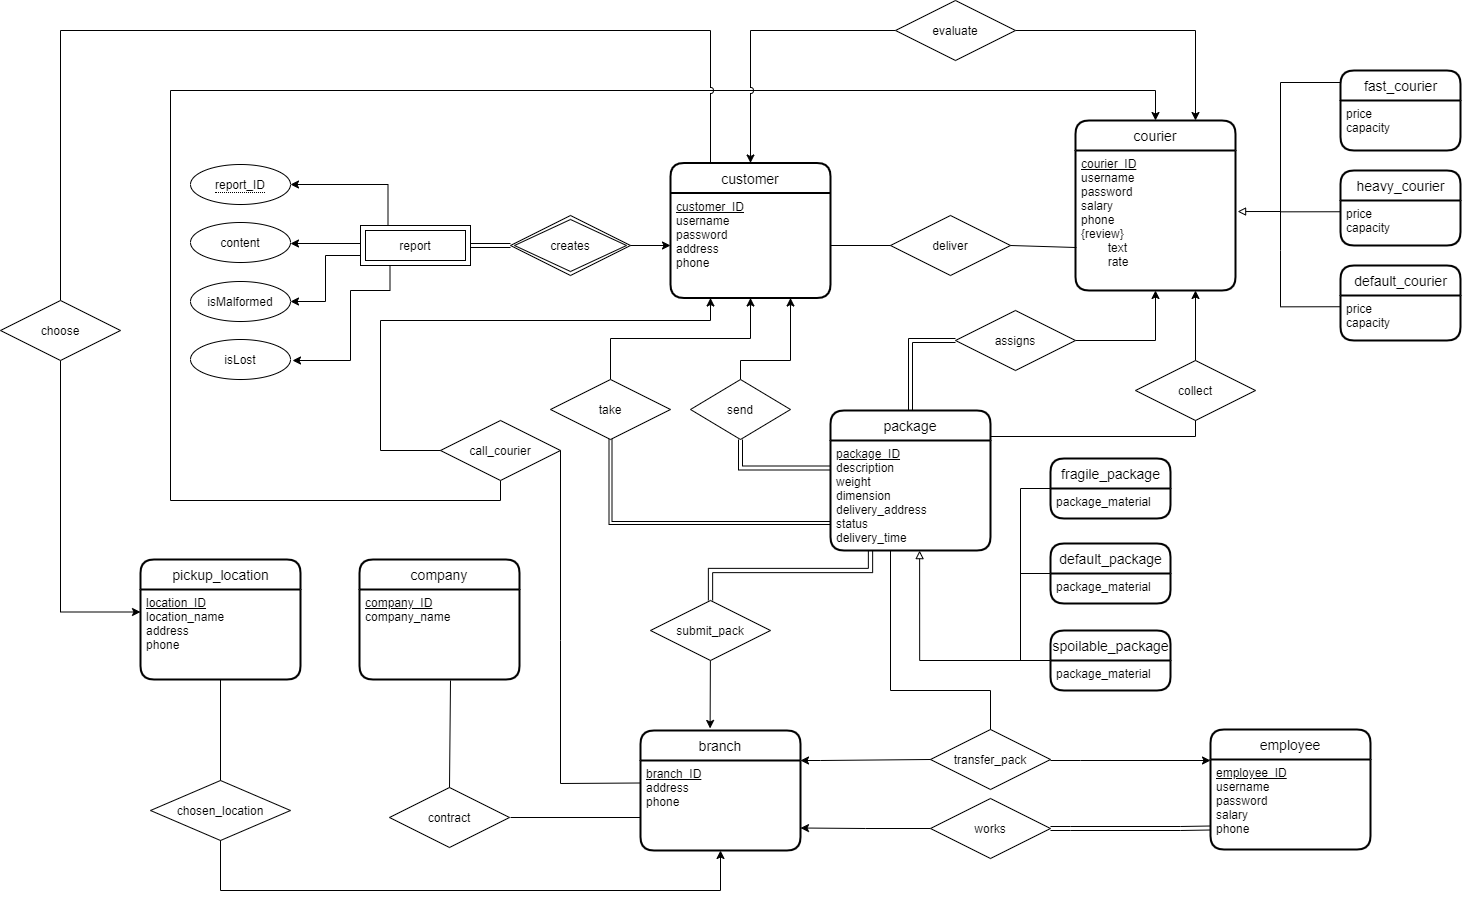 evaluate
fast_courier
price
capacity
courier
courier_ID
username
password
salary
phone
{review}
text
rate
heavy_courier
price
capacity
default_courier
price
capacity
customer
customer_ID
username
password
address
phone
report_ID
content
isMalformed
isLost
report
creates
deliver
choose
assigns
collect
take
send
call_courier
package
package_ID
description
weight
dimension
delivery_address
status
delivery_time
fragile_package
package_material
default_package
package_material
spoilable_package
package_material
pickup_location
location_ID
location_name
address
phone
company
company_ID
company_name
submit_pack
branch
branch_ID
address
phone
transfer_pack
employee
employee_ID
username
password
salary
phone
chosen_location
contract
works